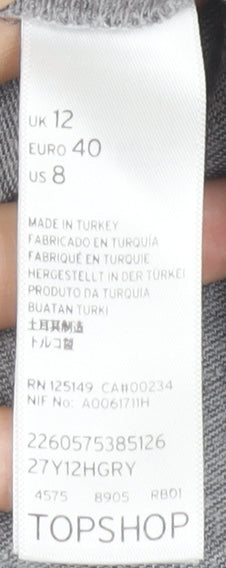 UK 12
EURO 40
US 8
MADE IN TURKEY
FABRICADO EN TURQUÍA
FABRIQUÉ EN TURQUIE
HERGESTELLT IN DER TÜRKEI
PRODUTO DA TURQUIA
BUATAN TURKI
土耳其制造
トルコ製
RN 125149 CA#00234
NIF No: A0061711H
2260575385126
27Y12HGRY
4575 8905 RB01
TOPSHOP